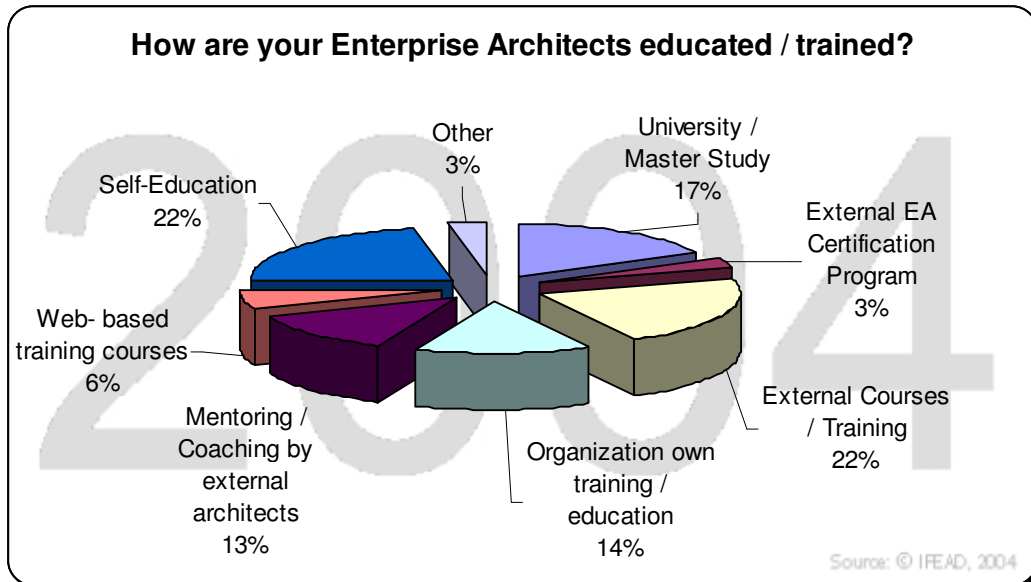 How are your Enterprise Architects educated / trained?
2004
Other
3%
University /
Master Study
17%
Self-Education
22%
External EA
Certification
Program
3%
Web- based
training courses
6%
External Courses
/ Training
22%
Mentoring /
Coaching by
external
architects
13%
Organization own
training /
education
14%
Source: © IFEAD, 2004